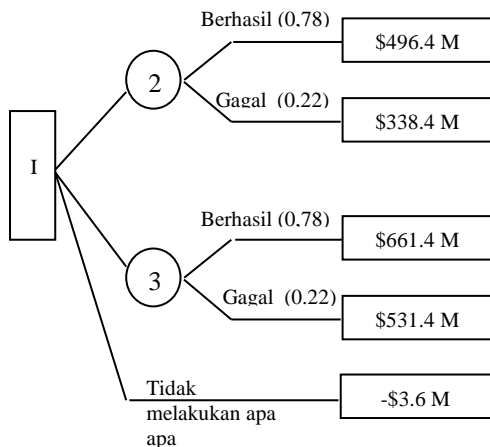 Berhasil (0,78)
$496.4 M
2
Gagal (0.22)
$338.4 M
I
Berhasil (0,78)
$661.4 M
3
Gagal (0.22)
$531.4 M
Tidak
melakukan apa
apa
-$3.6 M